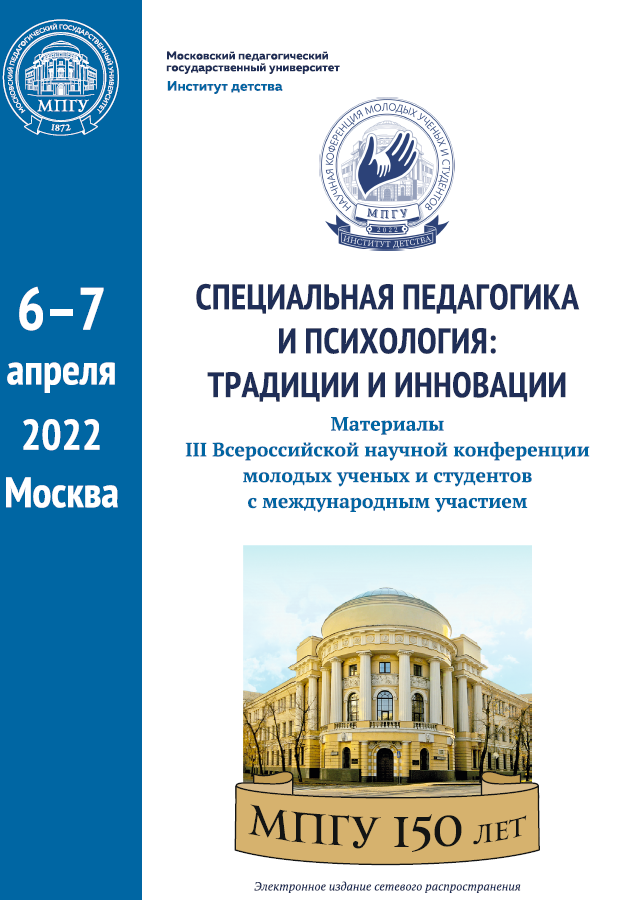 МОСКОВСКИЙ ПЕДАГОГИЧЕСКИЙ ГОСУДАРСТВЕННЫЙ УНИВЕРСИТЕТ
МПГУ
1872
Московский педагогический
государственный университет
Институт детства
НАУЧНАЯ КОФЕРЕНЦИЯ МОЛОДЫХ УЧЕНЫХ И СТУДЕНТОВ
МПГУ
2022
ИНСТИТУТ ДЕТСТВА
6–7
апреля
2022
Москва
СПЕЦИАЛЬНАЯ ПЕДАГОГИКА
И ПСИХОЛОГИЯ:
ТРАДИЦИИ И ИННОВАЦИИ
Материалы
III Всероссийской научной конференции
молодых ученых и студентов
с международным участием
МПГУ 150 ЛЕТ
Электронное издание сетевого распространения